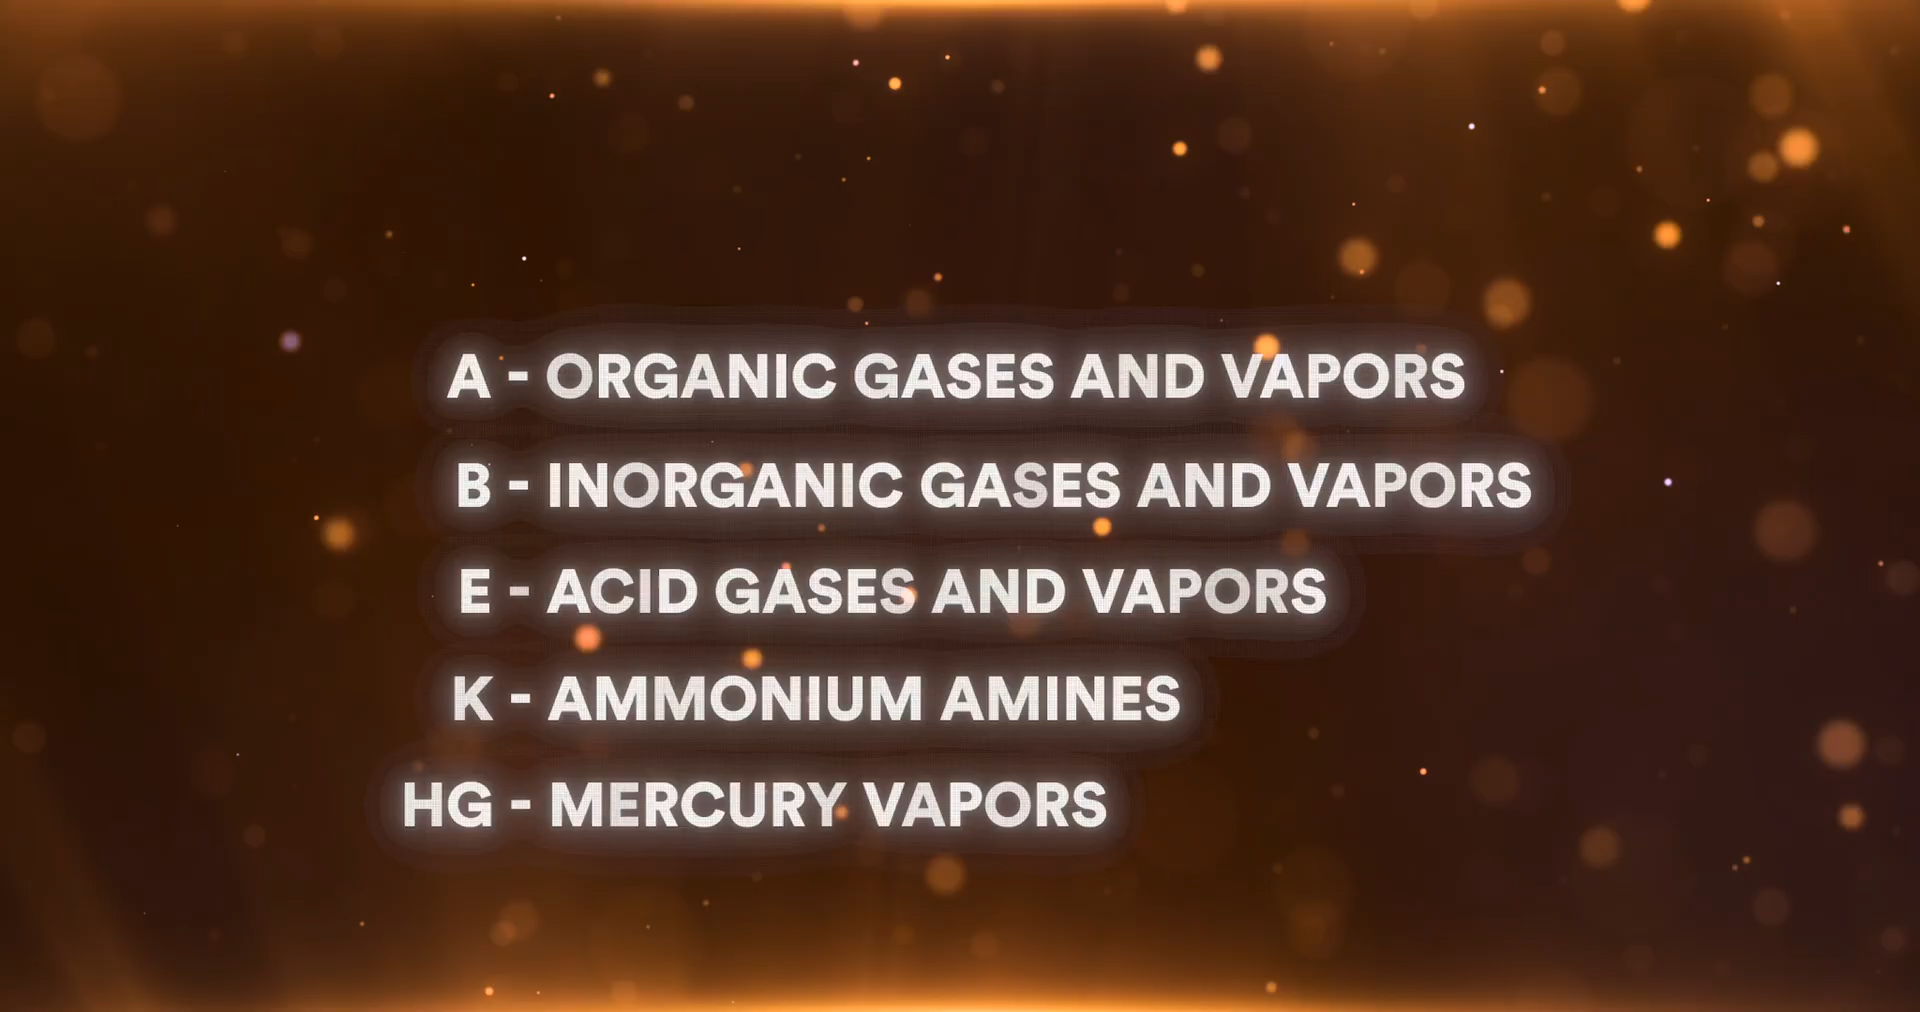 A - ORGANIC GASES AND VAPORS
B - INORGANIC GASES AND VAPORS
E - ACID GASES AND VAPORS
K - AMMONIUM AMINES
HG - MERCURY VAPORS